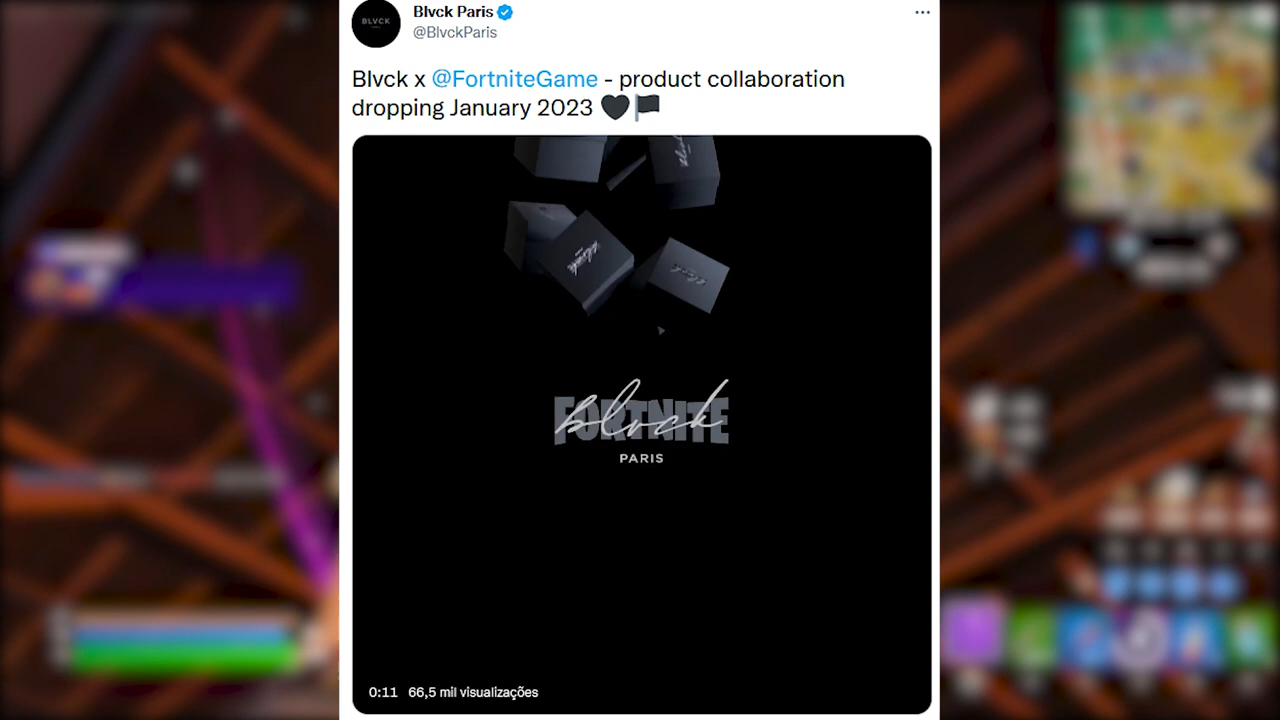 BLVCK
Blvck Paris
@BlvckParis
Blvck x @FortniteGame - product collaboration
dropping January 2023 🖤🏴
FORTNITE
blvck
PARIS
0:11 66,5 mil visualizações